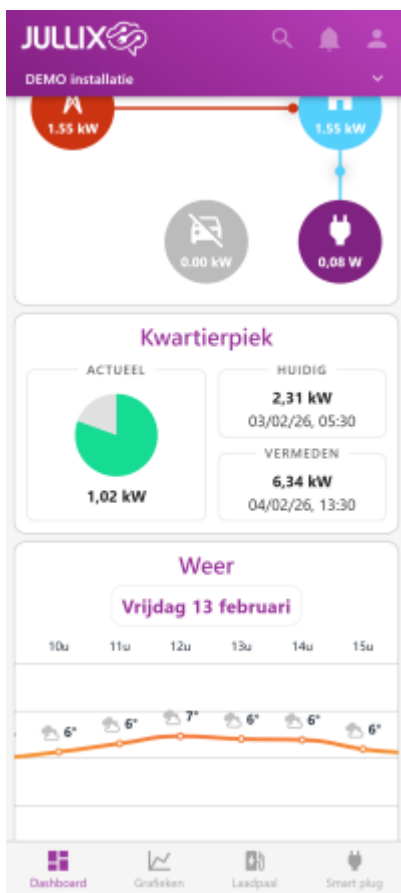 JULLIX
DEMO installatie
1.55 kW
1.55 kW
0.00 kW
0,08 W
Kwartierpiek
ACTUEEL
1,02 kW
HUIDIG
2,31 kW
03/02/26, 05:30
VERMEDEN
6,34 kW
04/02/26, 13:30
Weer
Vrijdag 13 februari
10u 11u 12u 13u 14u 15u
6° 6° 7° 6° 6° 6°
Dashboard Grafieken Laadpaal Smart plug